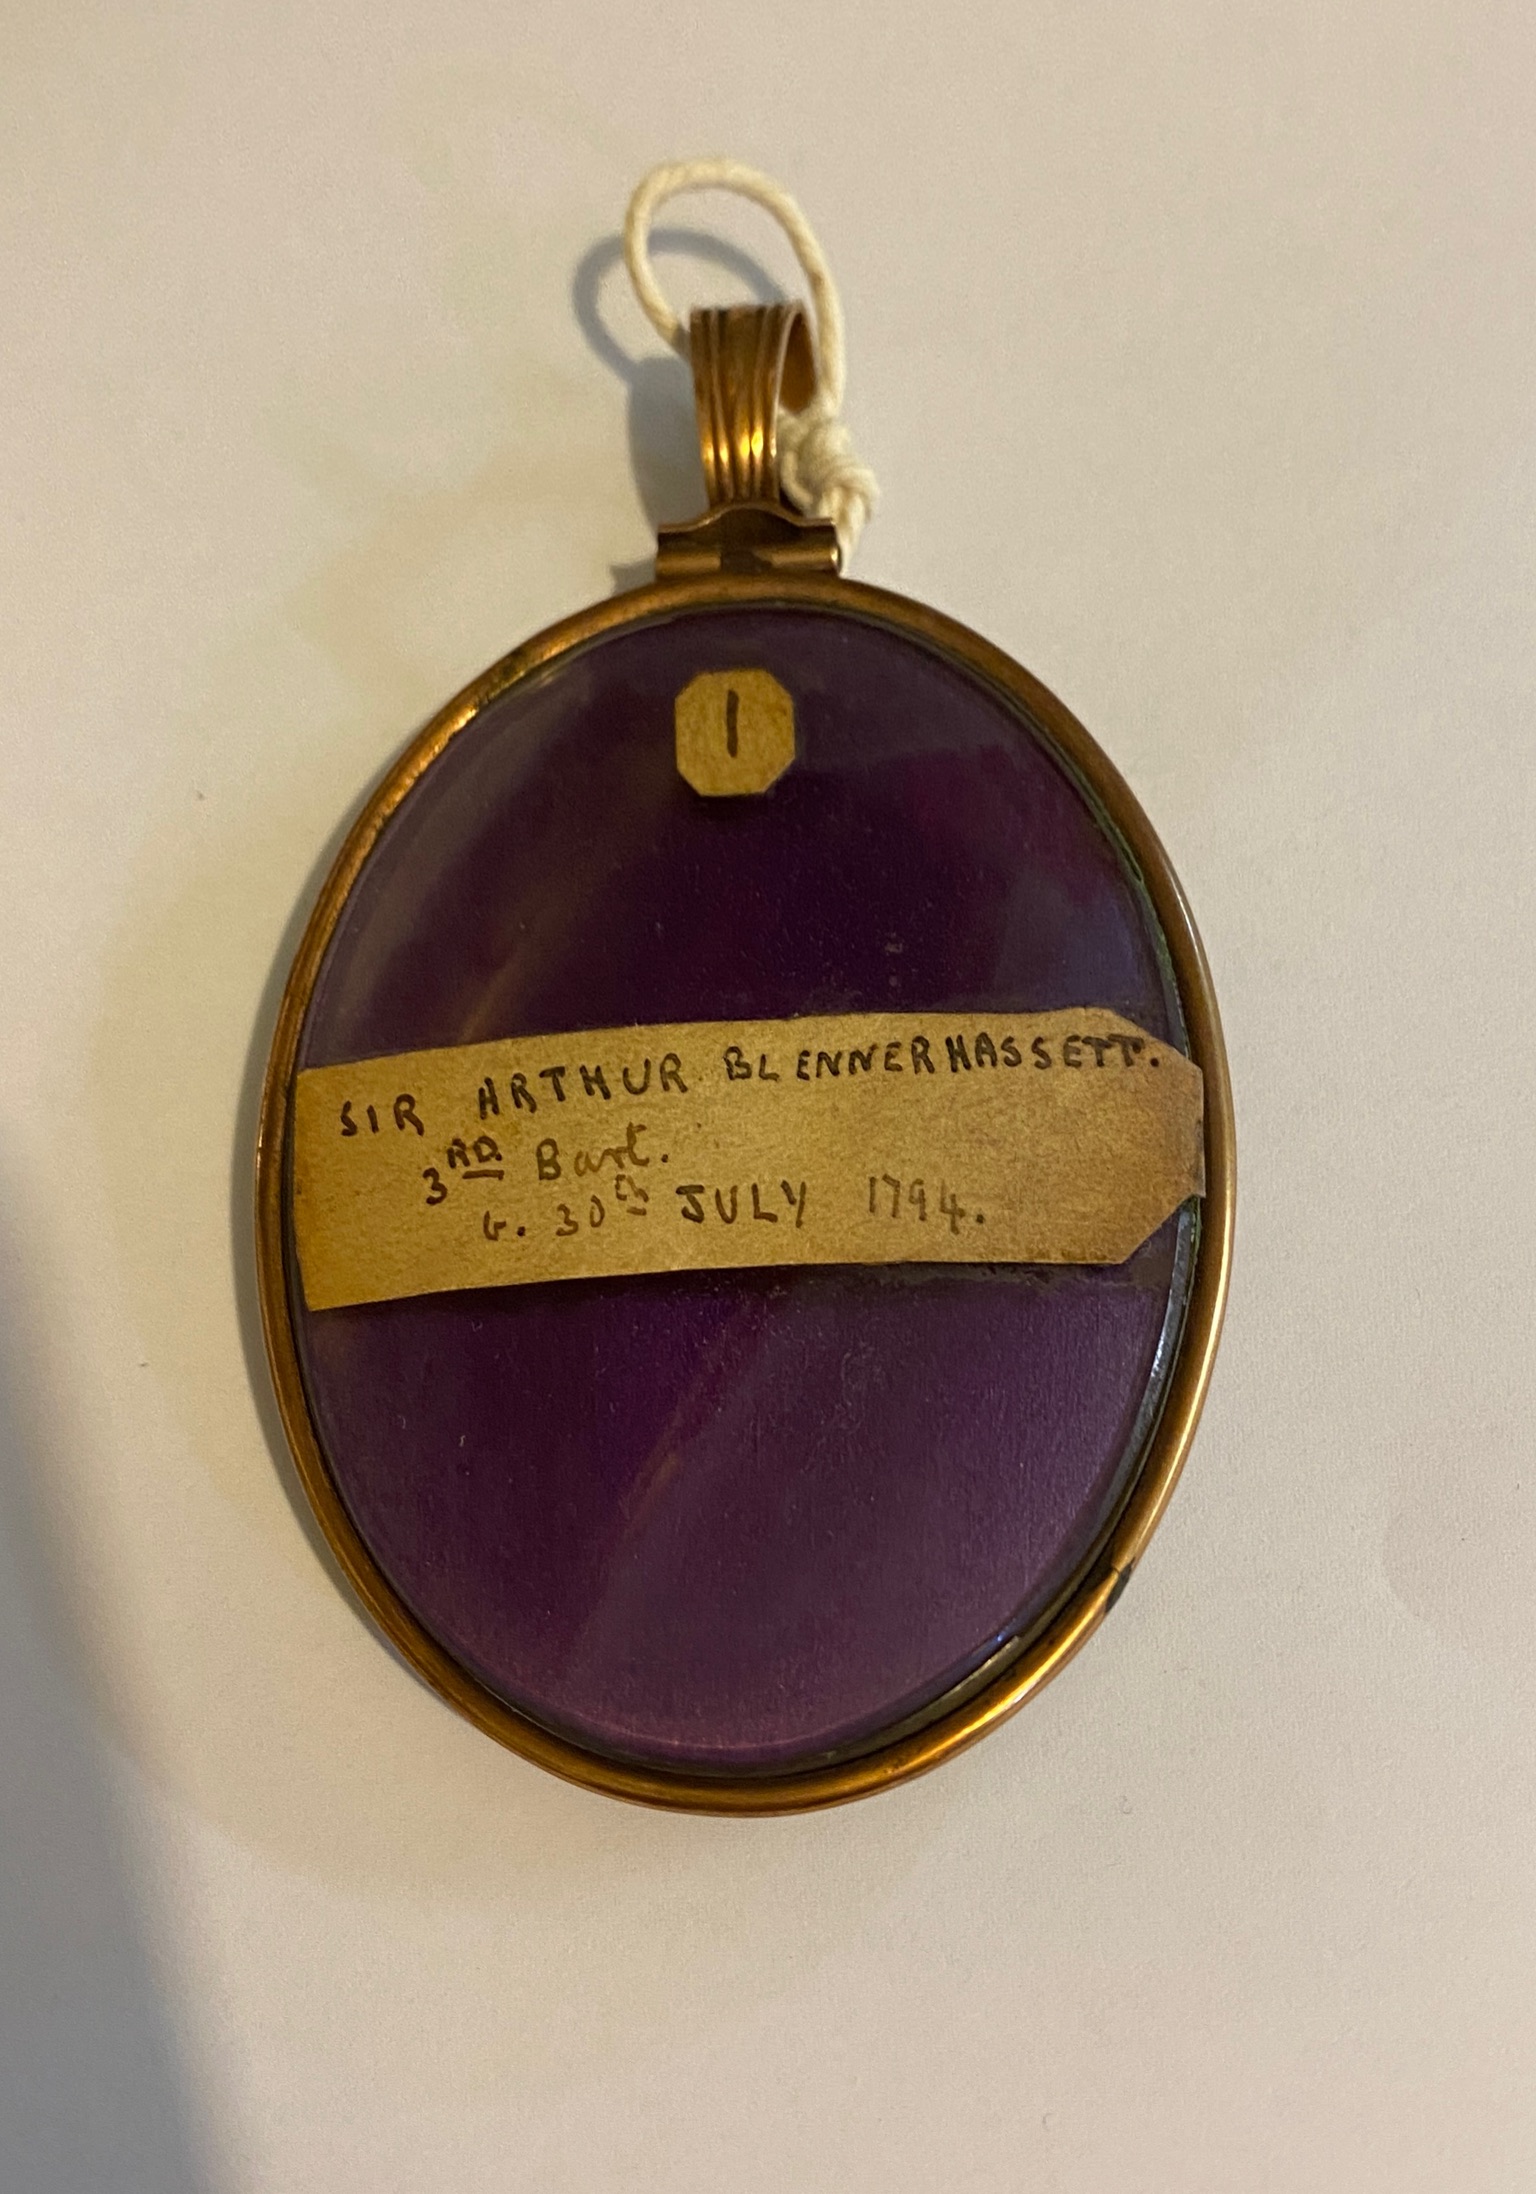 1
SIR ARTHUR BLENNERHASSETT.
3RD. Bart.
b. 30th JULY 1794.